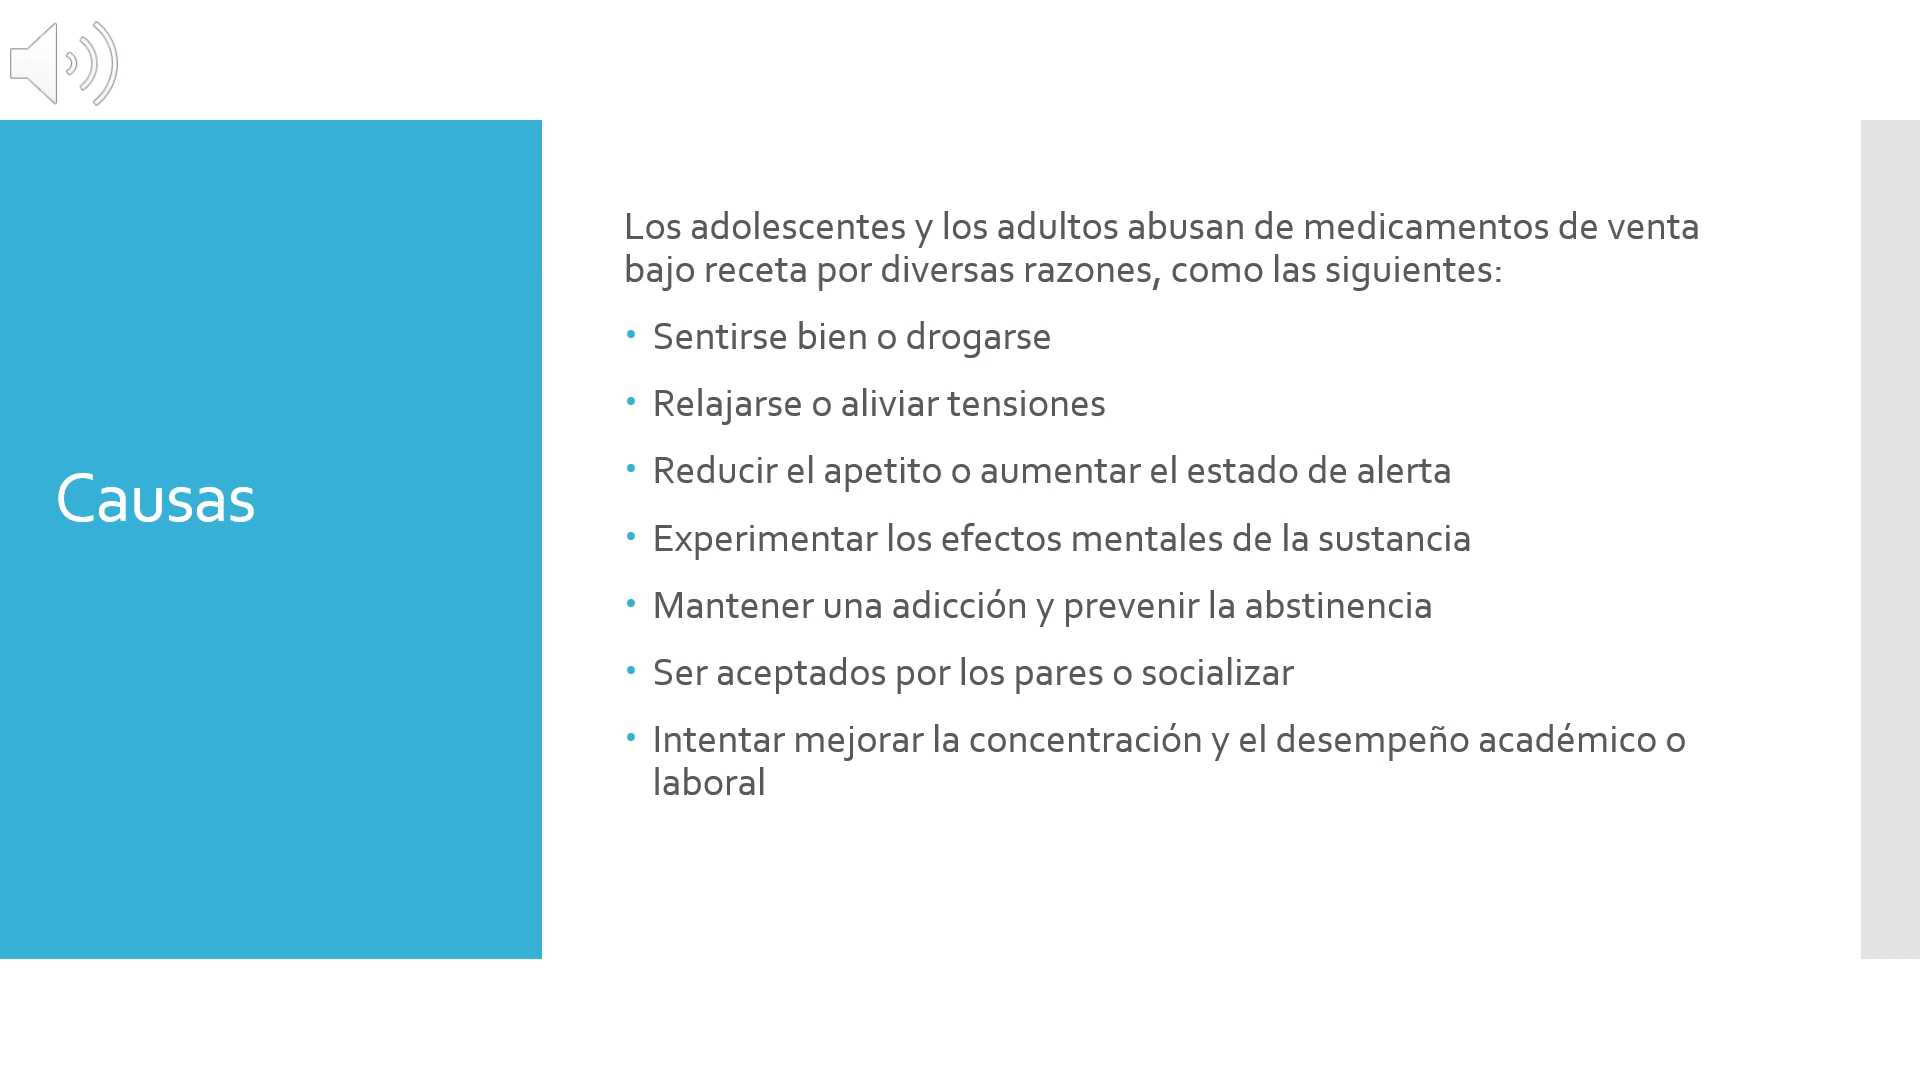 Causas
Los adolescentes y los adultos abusan de medicamentos de venta
bajo receta por diversas razones, como las siguientes:
• Sentirse bien o drogarse
• Relajarse o aliviar tensiones
• Reducir el apetito o aumentar el estado de alerta
• Experimentar los efectos mentales de la sustancia
• Mantener una adicción y prevenir la abstinencia
• Ser aceptados por los pares o socializar
• Intentar mejorar la concentración y el desempeño académico o
laboral